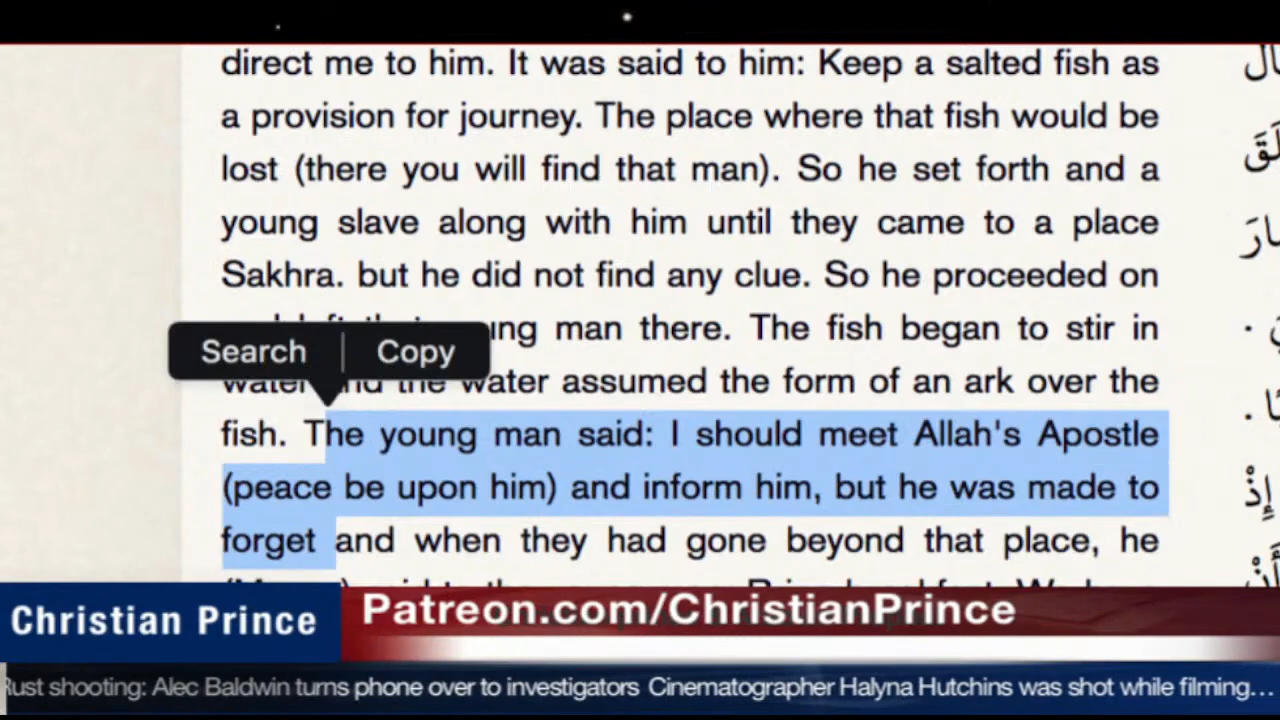 direct me to him. It was said to him: Keep a salted fish as
a provision for journey. The place where that fish would be
lost (there you will find that man). So he set forth and a
young slave along with him until they came to a place
Sakhra. but he did not find any clue. So he proceeded on
man there. The fish began to stir in
Search
Copy
water and the water assumed the form of an ark over the
fish. The young man said: I should meet Allah's Apostle
(peace be upon him) and inform him, but he was made to
forget and when they had gone beyond that place, he
Christian Prince
Patreon.com/ChristianPrince
Rust shooting: Alec Baldwin turns phone over to investigators Cinematographer Halyna Hutchins was shot while filming...